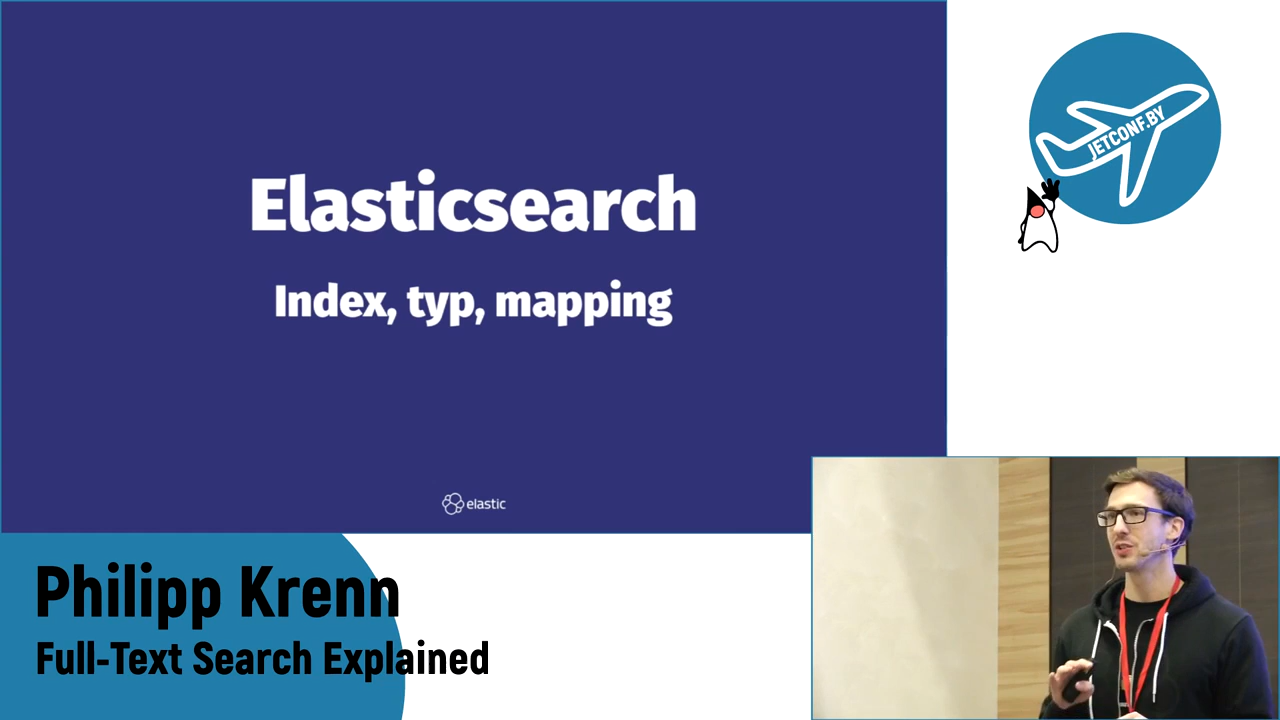 Elasticsearch
Index, typ, mapping
elastic
JETCONF.BY
Philipp Krenn
Full-Text Search Explained